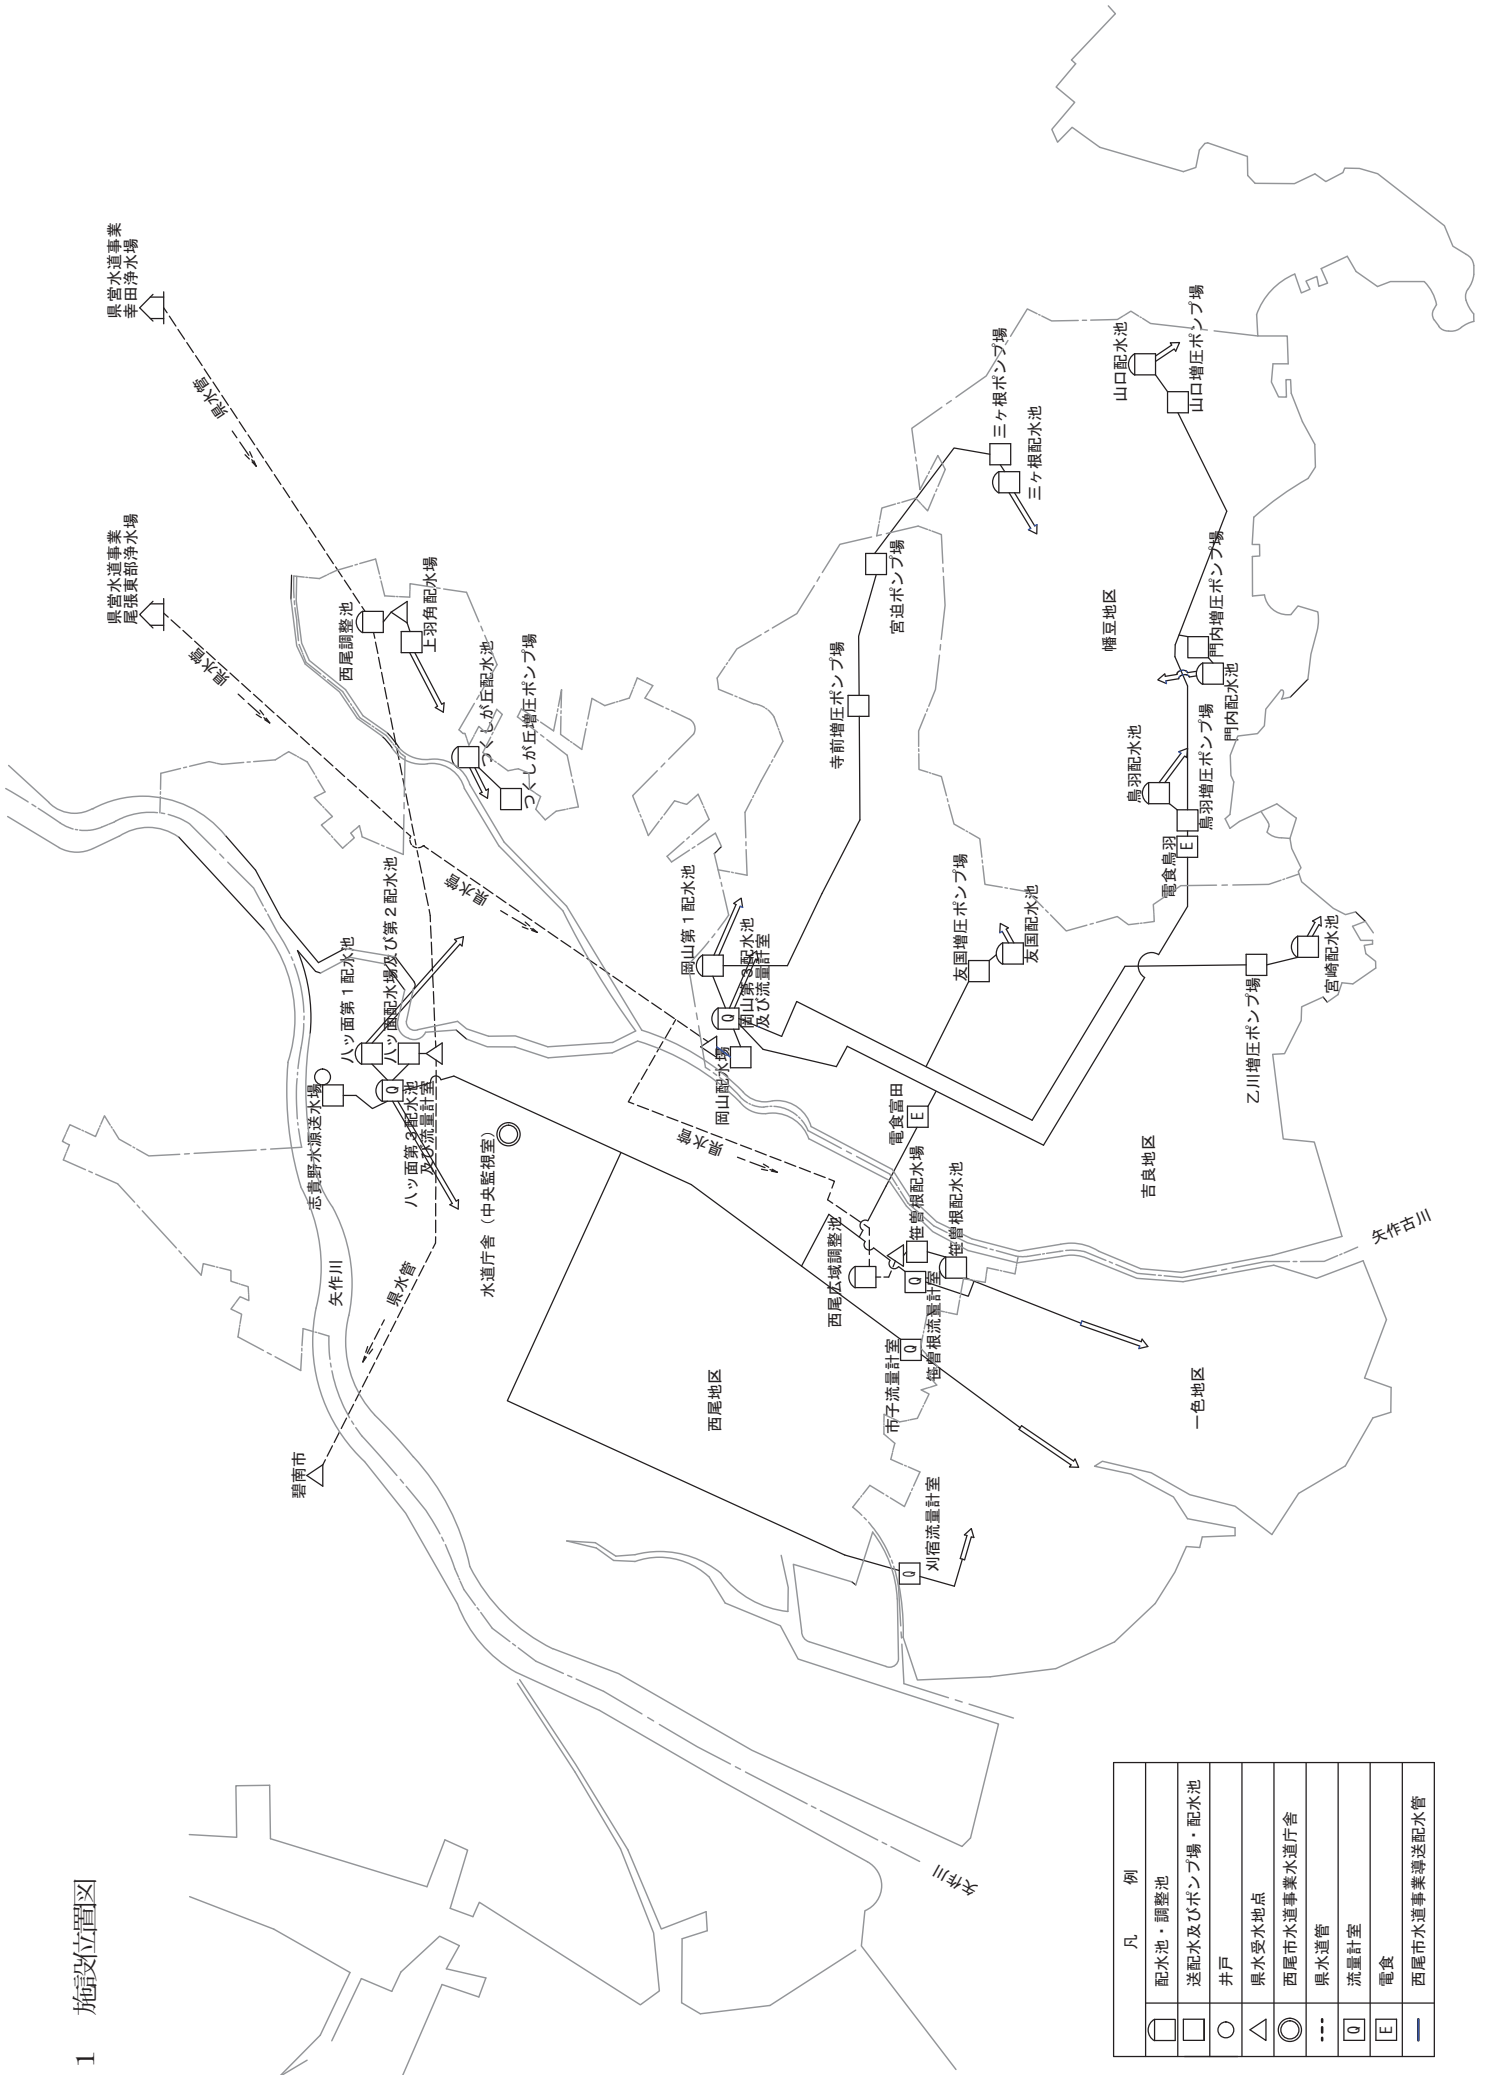 1 施設位置図
県営水道事業
尾張東部浄水場
県営水道事業
幸田浄水場
県水管
県水管
碧南市
矢作川
県水管
志貴野水源送水場
八ッ面第１配水池
八ッ面配水場及び第２配水池
八ッ面第３配水池
及び流量計室
Q
西尾調整池
上羽角配水場
つくしが丘配水池
つくしが丘増圧ポンプ場
県水管
水道庁舎（中央監視室）
県水管
岡山第１配水池
岡山第３配水池
及び流量計室
Q
岡山配水場
西尾地区
西尾広域調整池
寺前増圧ポンプ場
宮迫ポンプ場
三ヶ根ポンプ場
三ヶ根配水池
市子流量計室
Q
笹曽根流量計室
Q
笹曽根配水場
笹曽根配水池
電食富田
E
友国増圧ポンプ場
友国配水池
刈宿流量計室
Q
矢作川
幡豆地区
山口配水池
山口増圧ポンプ場
鳥羽配水池
鳥羽増圧ポンプ場
電食鳥羽
E
門内増圧ポンプ場
門内配水池
吉良地区
一色地区
乙川増圧ポンプ場
宮崎配水池
矢作古川
凡　例
配水池・調整池
送配水及びポンプ場・配水池
井戸
県水受水地点
西尾市水道事業水道庁舎
県水道管
Q 流量計室
E 電食
西尾市水道事業導送配水管